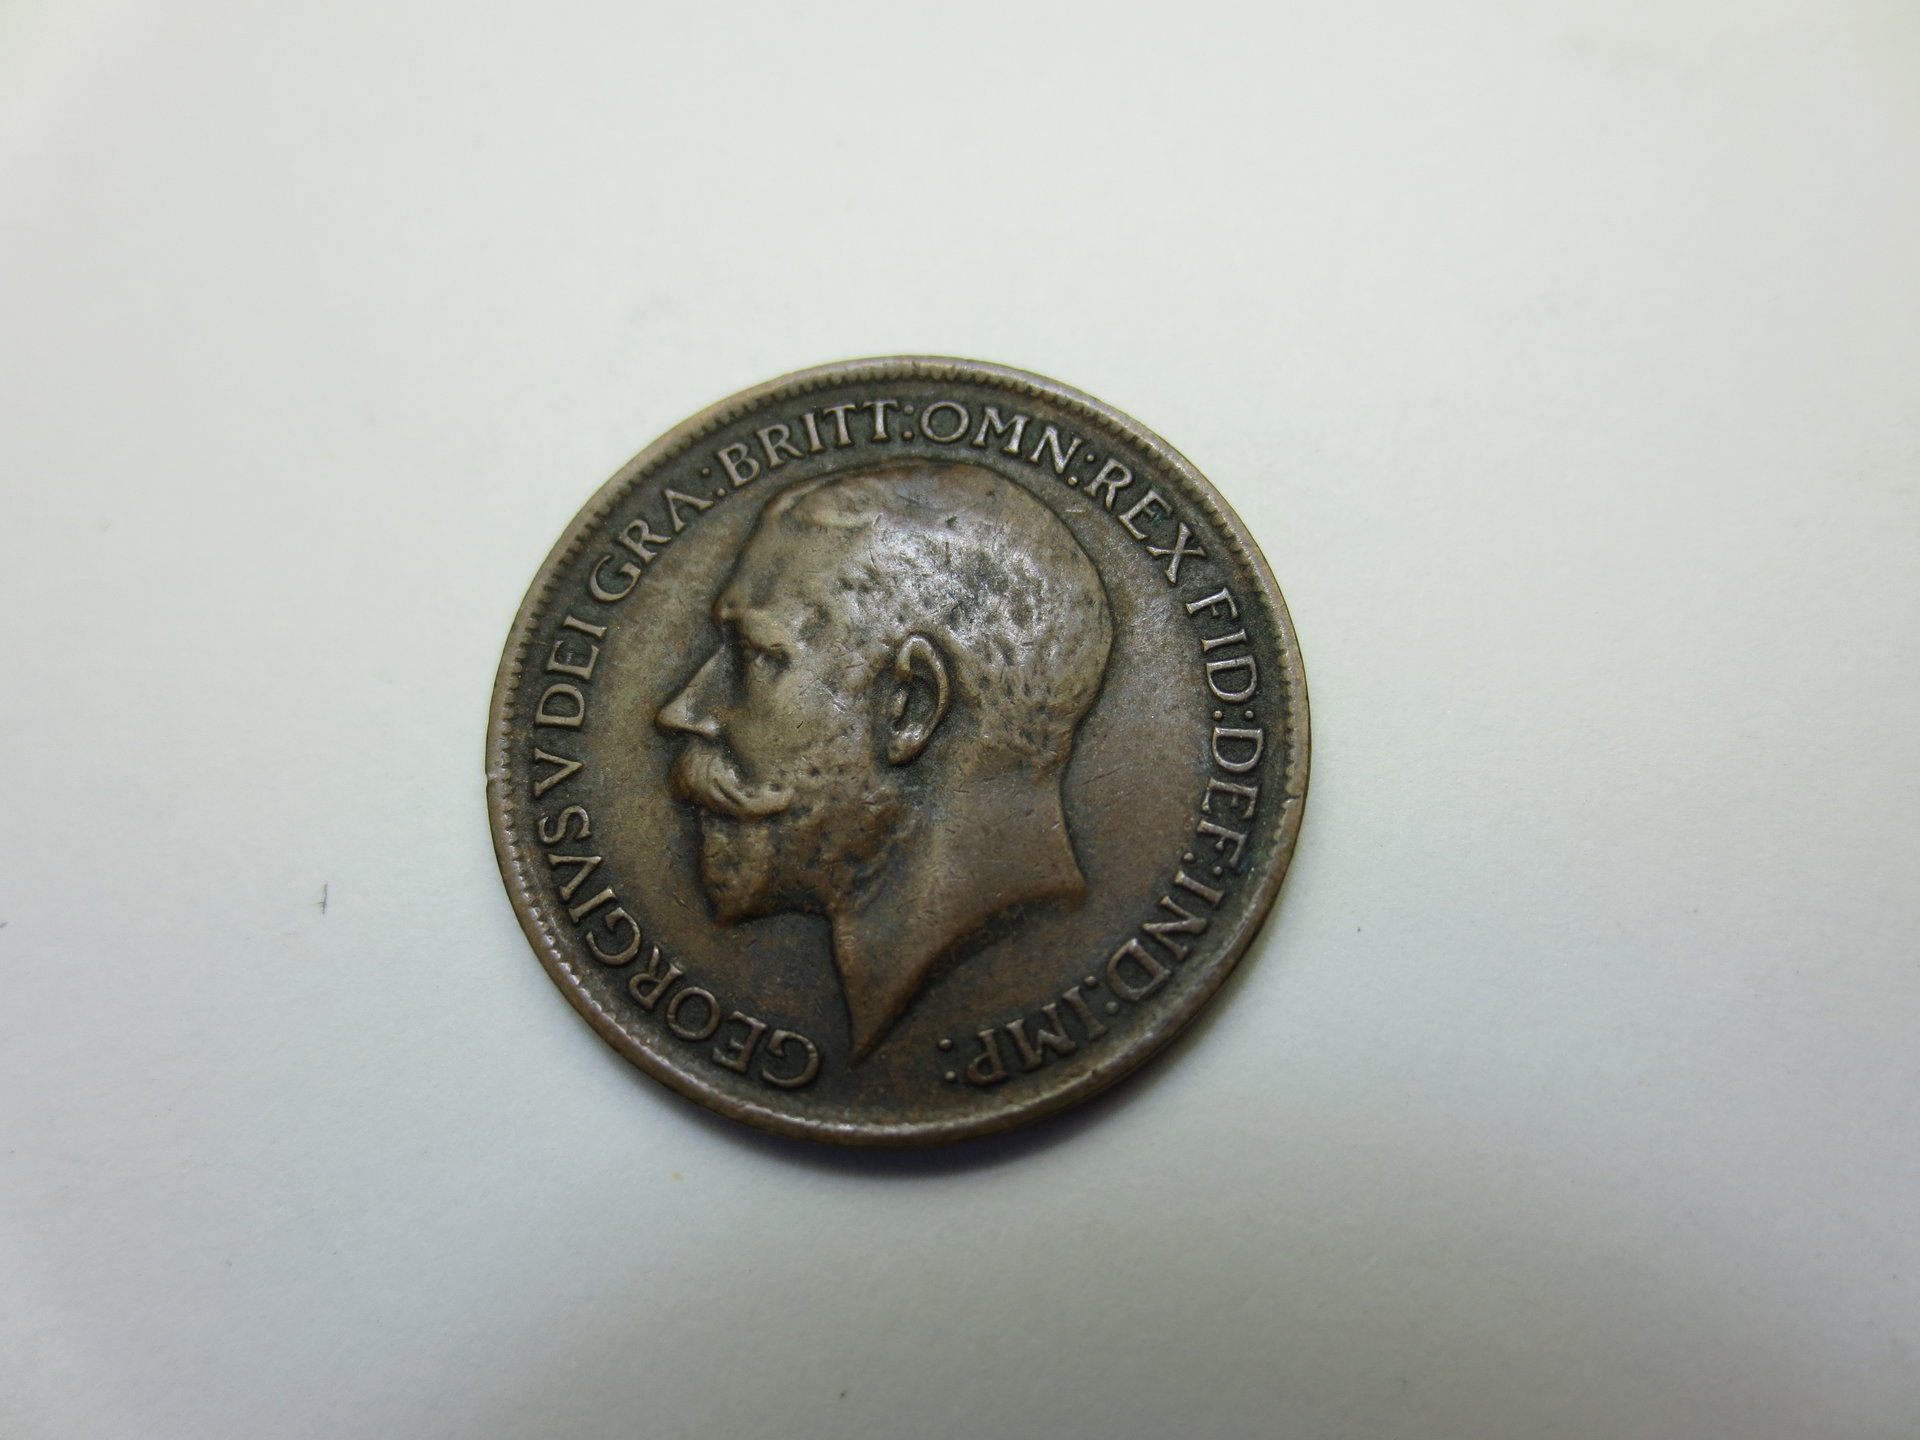 GEORGIVS V DEI GRA: BRITT: OMN: REX FID: DEF: IND: IMP: